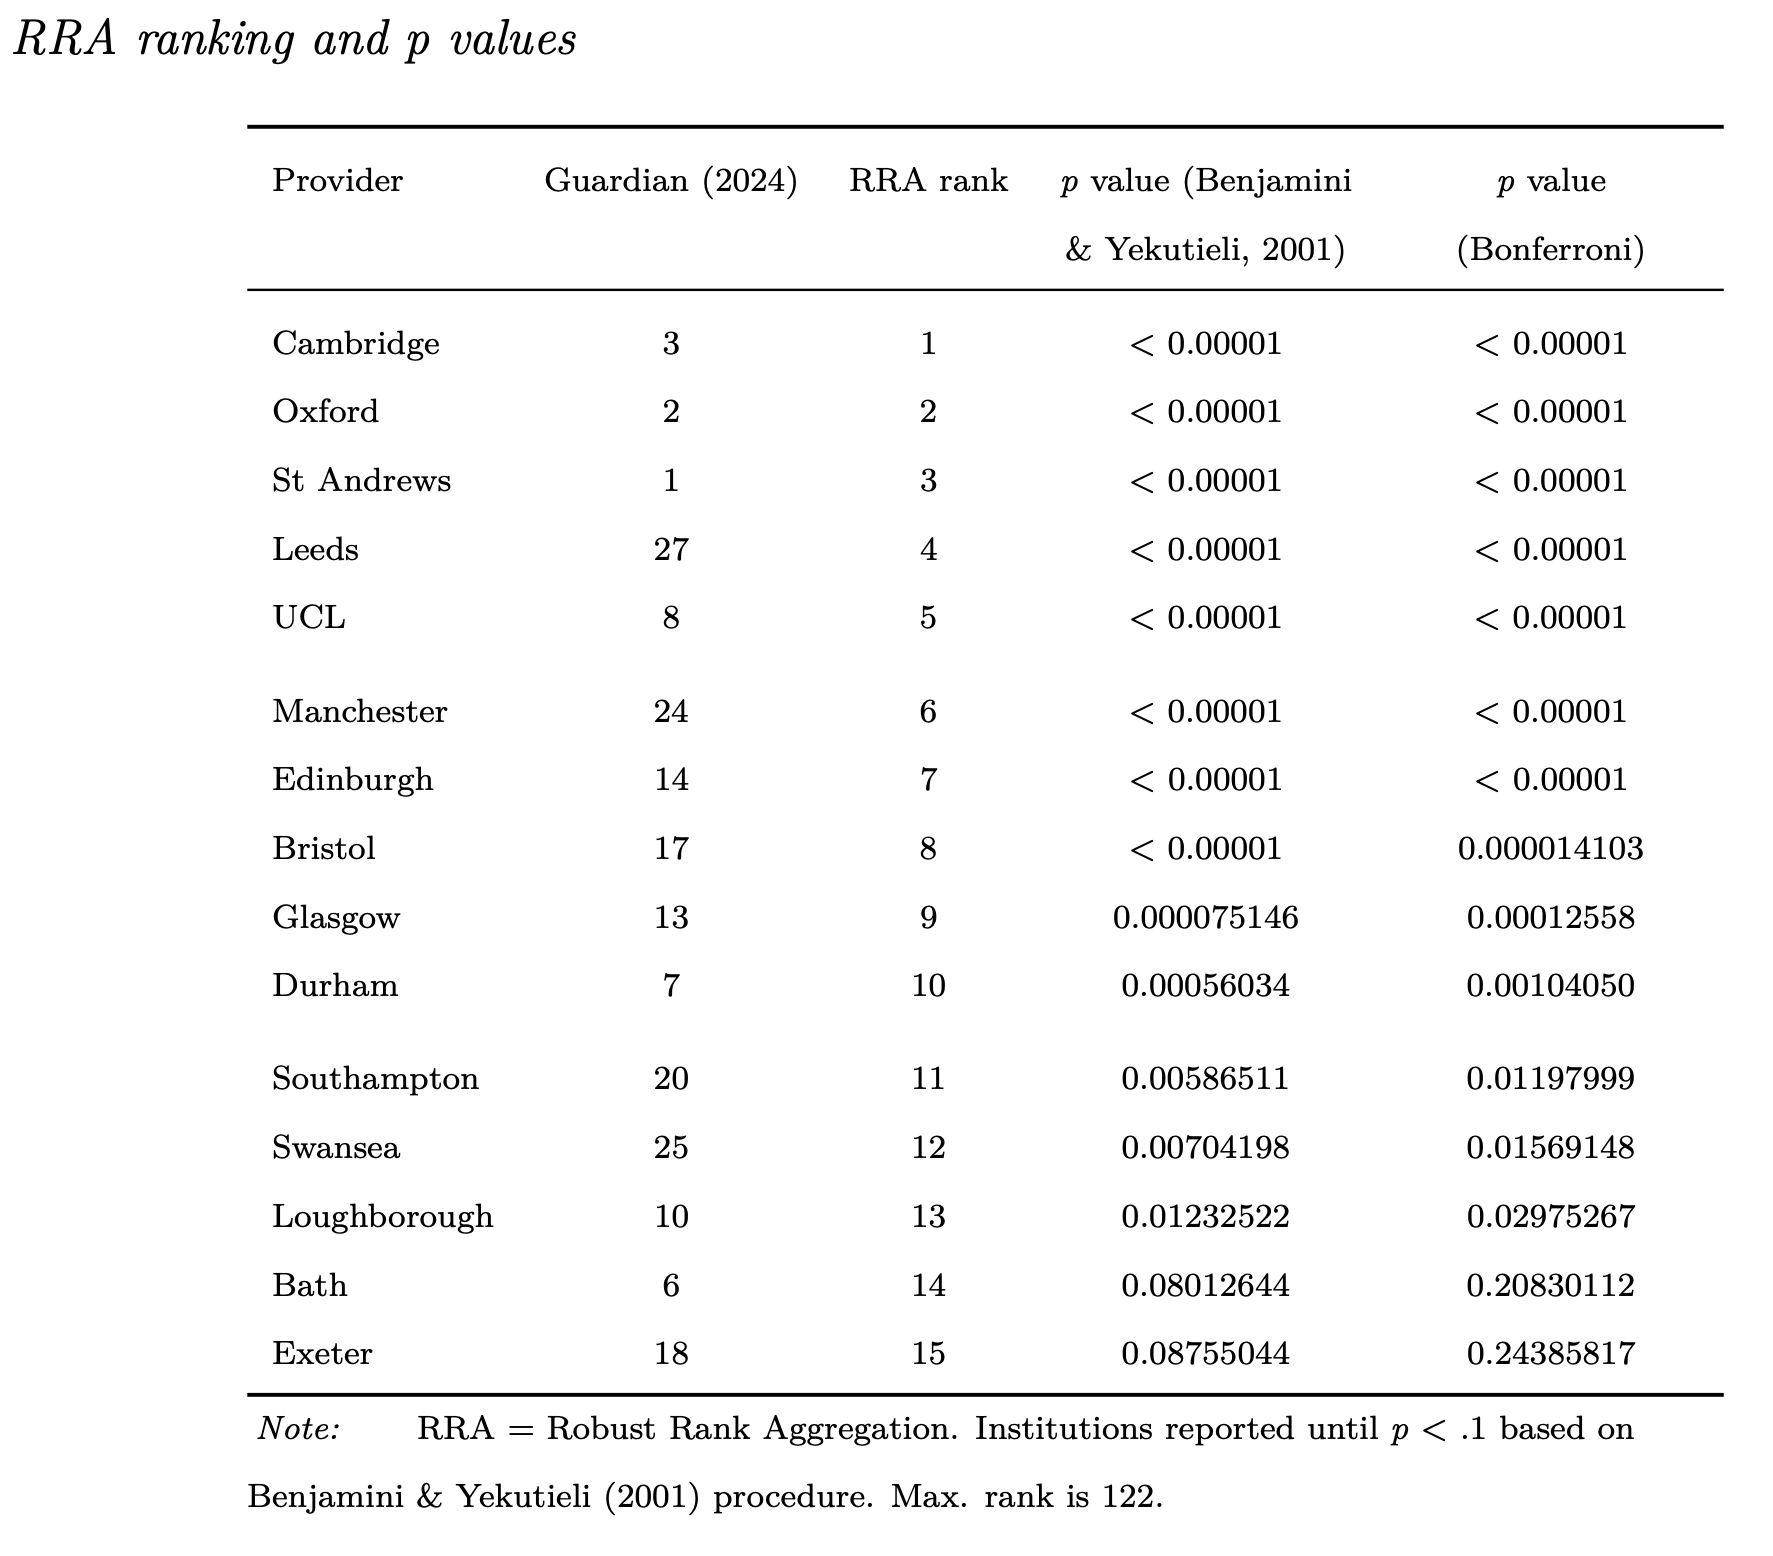 RRA ranking and p values
Provider Guardian (2024) RRA rank p value (Benjamini p value
& Yekutieli, 2001) (Bonferroni)
Cambridge 3 1 < 0.00001 < 0.00001
Oxford 2 2 < 0.00001 < 0.00001
St Andrews 1 3 < 0.00001 < 0.00001
Leeds 27 4 < 0.00001 < 0.00001
UCL 8 5 < 0.00001 < 0.00001
Manchester 24 6 < 0.00001 < 0.00001
Edinburgh 14 7 < 0.00001 < 0.00001
Bristol 17 8 < 0.00001 0.000014103
Glasgow 13 9 0.000075146 0.00012558
Durham 7 10 0.00056034 0.00104050
Southampton 20 11 0.00586511 0.01197999
Swansea 25 12 0.00704198 0.01569148
Loughborough 10 13 0.01232522 0.02975267
Bath 6 14 0.08012644 0.20830112
Exeter 18 15 0.08755044 0.24385817
Note: RRA = Robust Rank Aggregation. Institutions reported until p < .1 based on
Benjamini & Yekutieli (2001) procedure. Max. rank is 122.